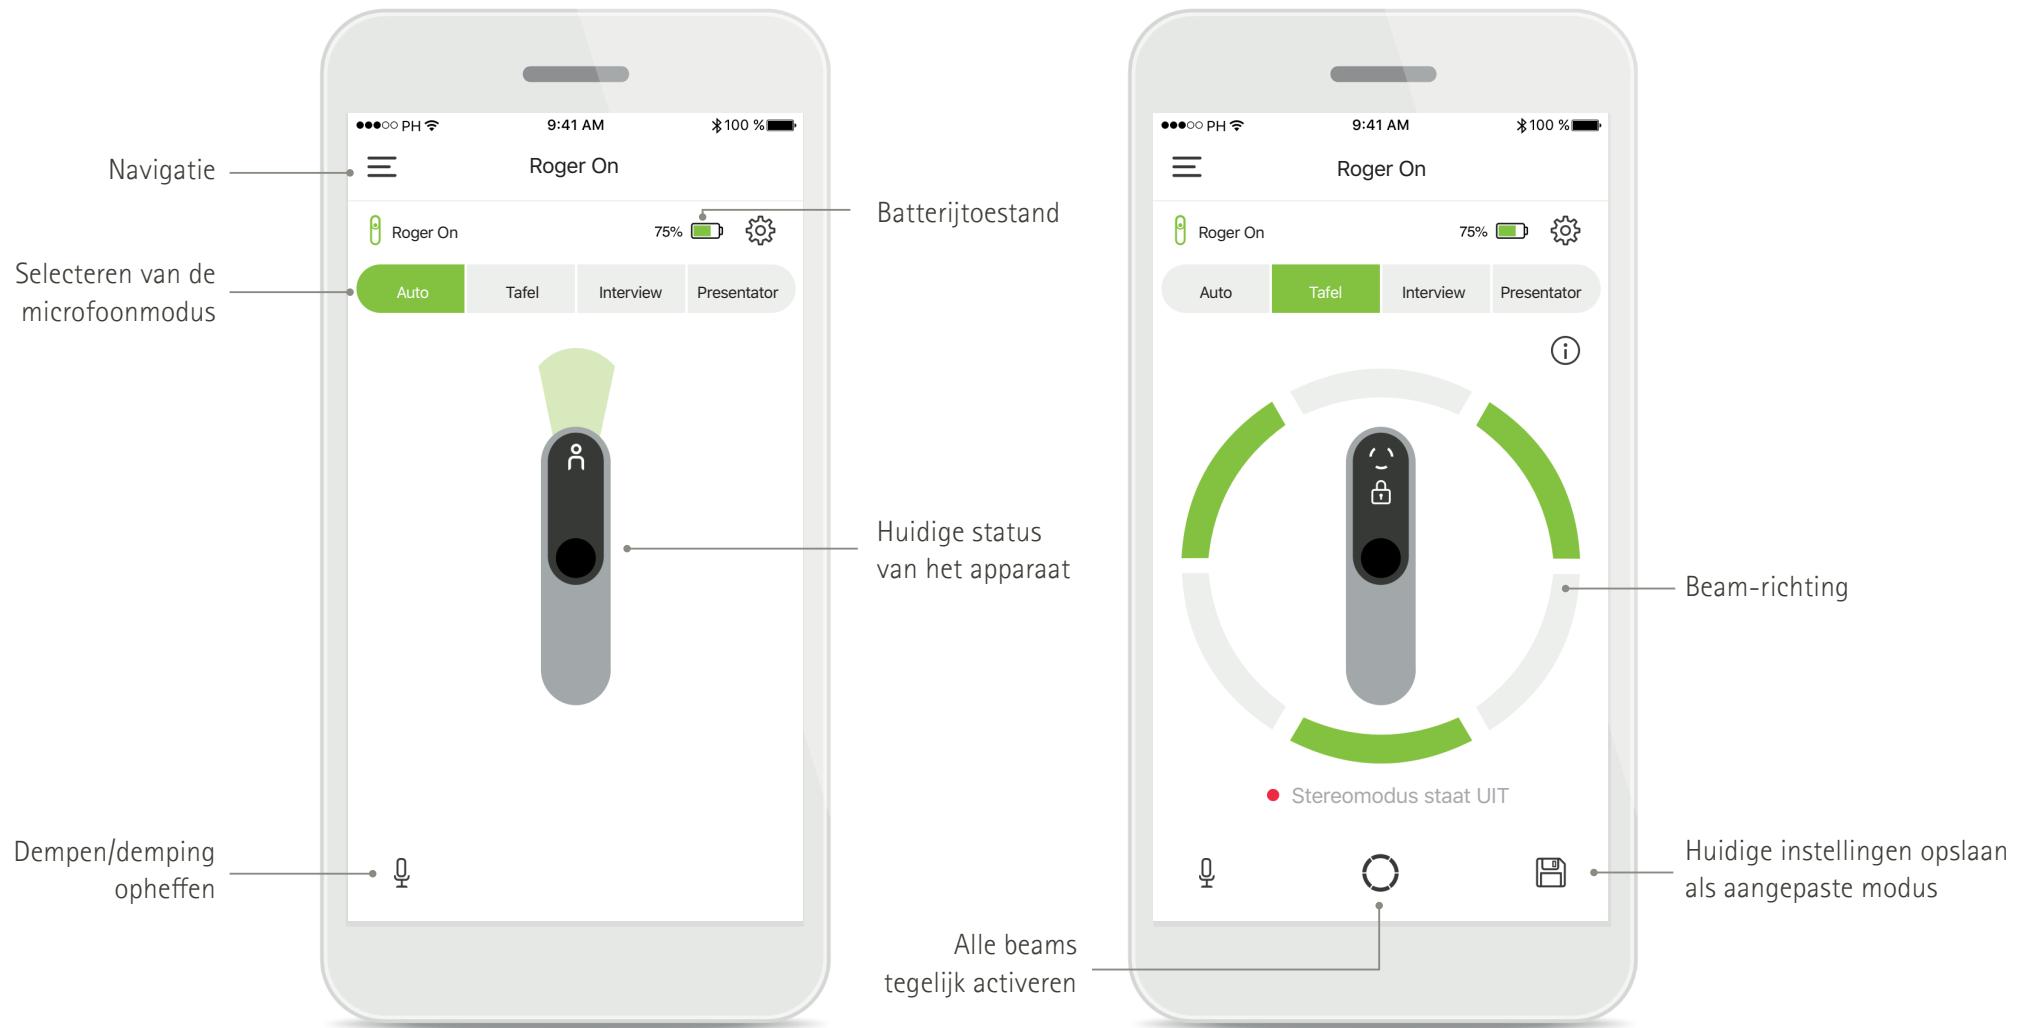 PH 9:41 AM 100 %
Roger On
Navigatie
Roger On 75%
Batterijtoestand
Selecteren van de
microfoonmodus
Auto Tafel Interview Presentator
Huidige status
van het apparaat
Dempen/demping
opheffen
PH 9:41 AM 100 %
Roger On
Roger On 75%
Auto Tafel Interview Presentator
Beam-richting
Stereomodus staat UIT
Huidige instellingen opslaan
als aangepaste modus
Alle beams
tegelijk activeren